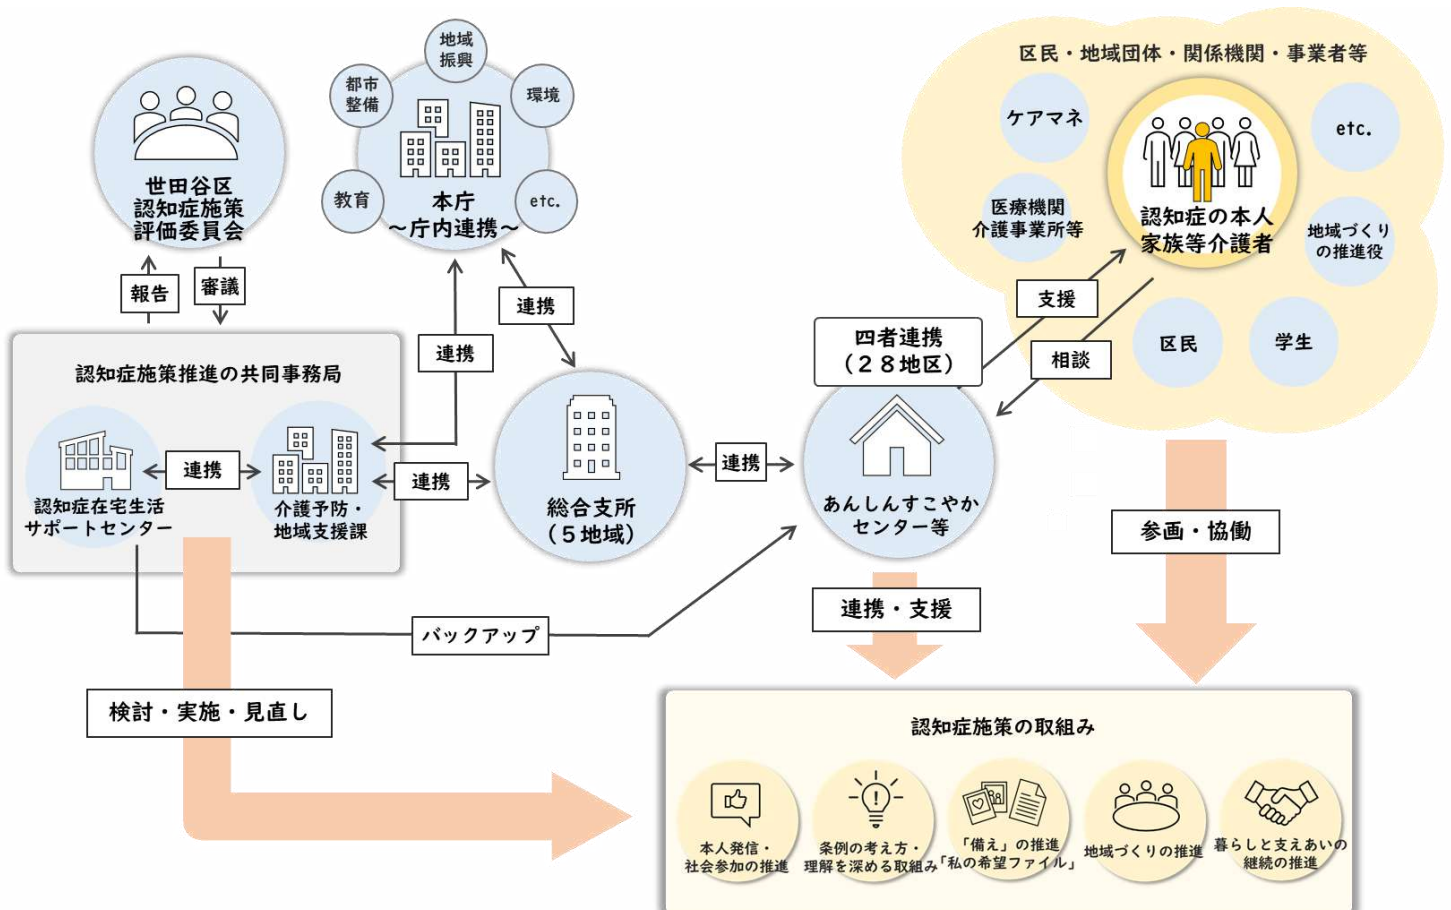 世田谷区
認知症施策
評価委員会
報告
審議
地域
振興
都市
整備
環境
教育
etc.
本庁
～庁内連携～
連携
連携
区民・地域団体・関係機関・事業者等
ケアマネ
etc.
医療機関
介護事業所等
認知症の本人
家族等介護者
地域づくり
の推進役
区民
学生
支援
相談
認知症施策推進の共同事務局
認知症在宅生活
サポートセンター
連携
介護予防・
地域支援課
連携
総合支所
（５地域）
連携
四者連携
（２８地区）
あんしんすこやか
センター等
バックアップ
検討・実施・見直し
連携・支援
参画・協働
認知症施策の取組み
本人発信・
社会参加の推進
条例の考え方・
理解を深める取組み
「備え」の推進
「私の希望ファイル」
地域づくりの推進
暮らしと支えあいの
継続の推進